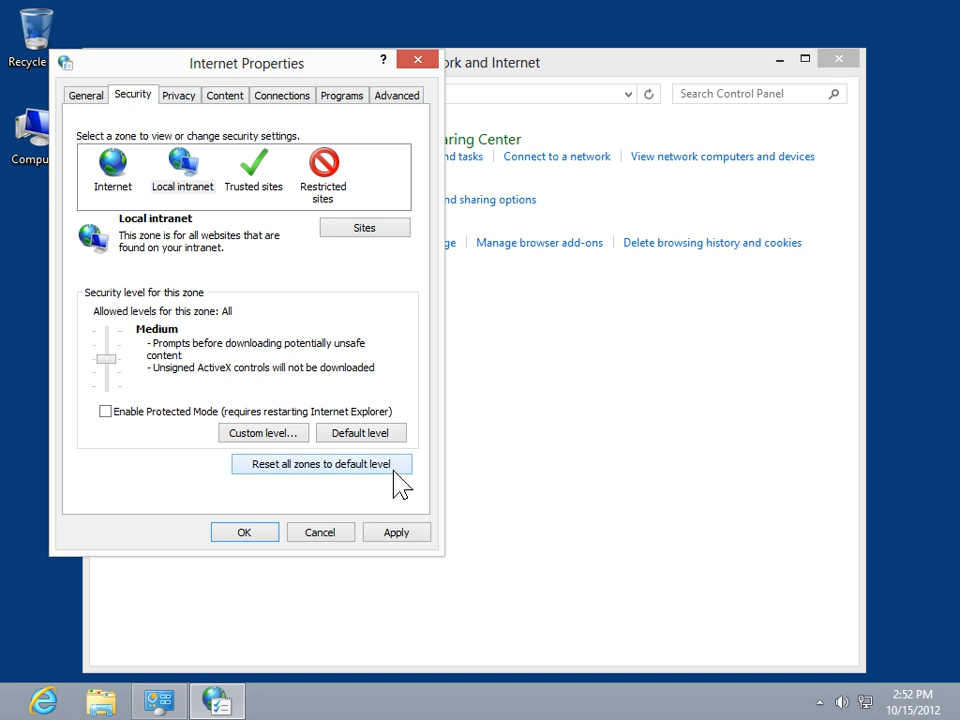 Recycle
Compu
Internet Properties
?
ork and Internet
Search Control Panel
General
Security
Privacy
Content
Connections
Programs
Advanced
Select a zone to view or change security settings.
Internet
Local intranet
Trusted sites
Restricted
sites
Local intranet
This zone is for all websites that are
found on your intranet.
Sites
Security level for this zone
Allowed levels for this zone: All
Medium
- Prompts before downloading potentially unsafe
content
- Unsigned ActiveX controls will not be downloaded
Enable Protected Mode (requires restarting Internet Explorer)
Custom level...
Default level
Reset all zones to default level
OK
Cancel
Apply
aring Center
nd tasks
Connect to a network
View network computers and devices
nd sharing options
ge
Manage browser add-ons
Delete browsing history and cookies
2:52 PM
10/15/2012